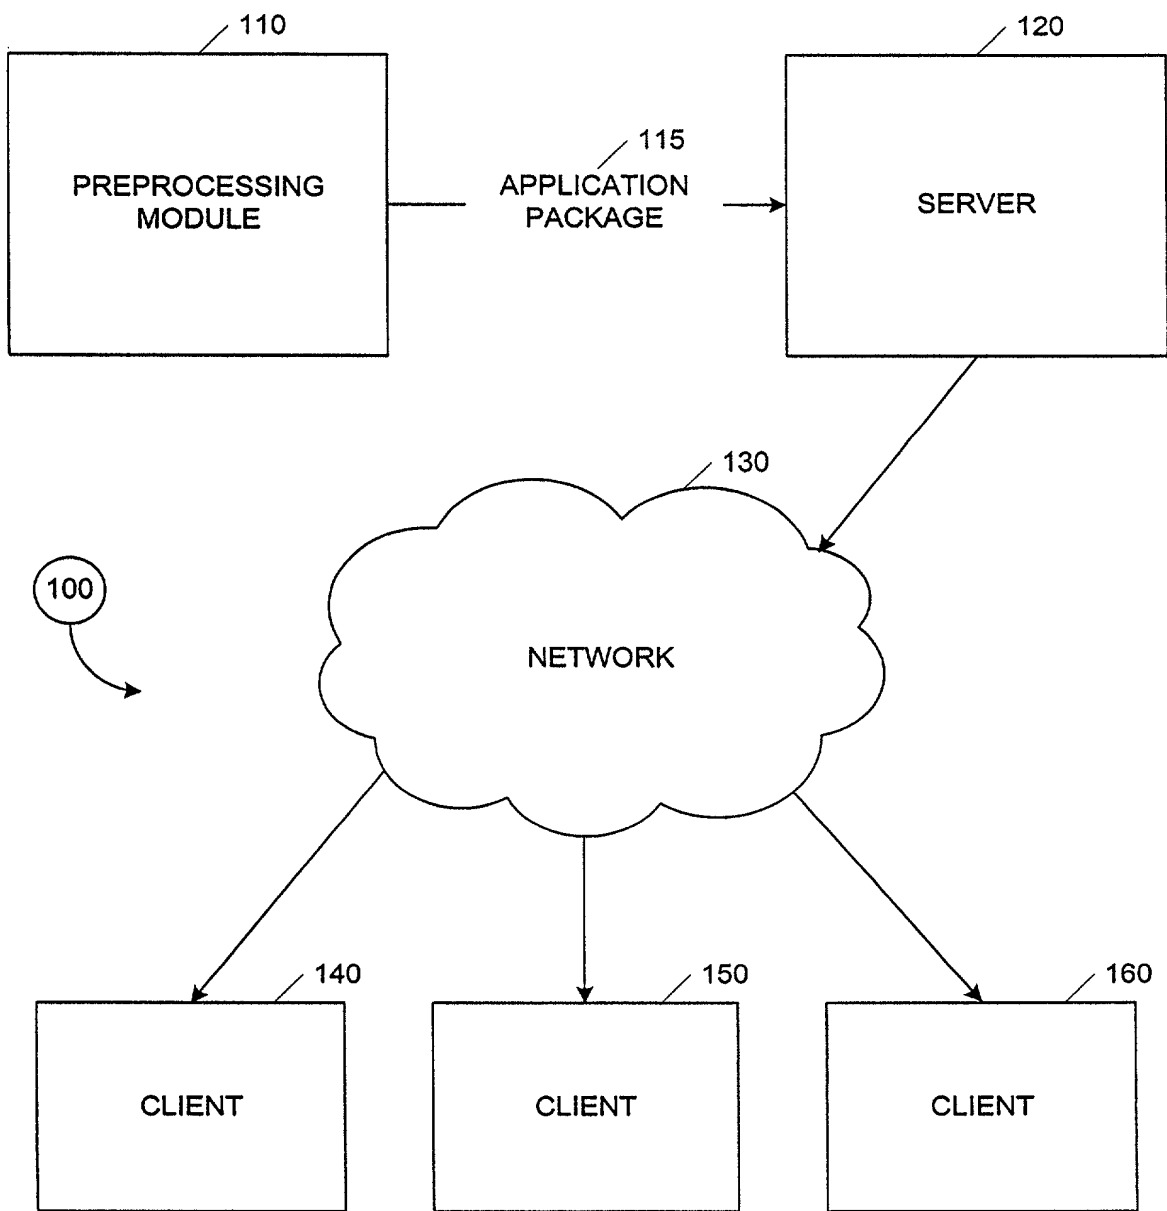 110
120
PREPROCESSING
MODULE
115
APPLICATION
PACKAGE
SERVER
130
100
NETWORK
140
150
160
CLIENT
CLIENT
CLIENT